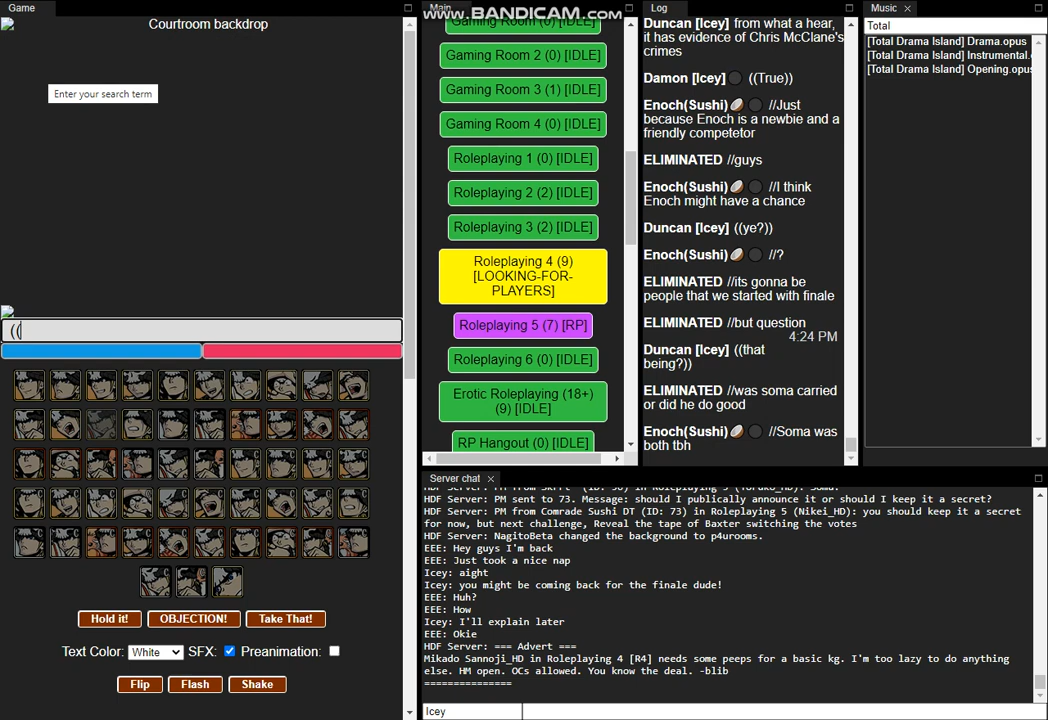 Game
Main
WWW.BANDICAM.COM
Log
Music ×
Courtroom backdrop
Enter your search term
((
Hold it!
OBJECTION!
Take That!
Text Color:
White
SFX:
Preanimation:
Flip
Flash
Shake
Gaming Room (0) [IDLE]
Gaming Room 2 (0) [IDLE]
Gaming Room 3 (1) [IDLE]
Gaming Room 4 (0) [IDLE]
Roleplaying 1 (0) [IDLE]
Roleplaying 2 (2) [IDLE]
Roleplaying 3 (2) [IDLE]
Roleplaying 4 (9)
[LOOKING-FOR-
PLAYERS]
Roleplaying 5 (7) [RP]
Roleplaying 6 (0) [IDLE]
Erotic Roleplaying (18+)
(9) [IDLE]
RP Hangout (0) [IDLE]
Duncan [Icey] from what a hear,
it has evidence of Chris McClane's
crimes
Damon [Icey] ((True))
Enoch(Sushi) //Just
because Enoch is a newbie and a
friendly competetor
ELIMINATED //guys
Enoch(Sushi) //I think
Enoch might have a chance
Duncan [Icey] ((ye?))
Enoch(Sushi) //?
ELIMINATED //its gonna be
people that we started with finale
ELIMINATED //but question
4:24 PM
Duncan [Icey] ((that
being?))
ELIMINATED //was soma carried
or did he do good
Enoch(Sushi) //Soma was
both tbh
Total
[Total Drama Island] Drama.opus
[Total Drama Island] Instrumental.
[Total Drama Island] Opening.opus
Server chat ×
HDF Server: PM sent to 73. Message: should I publically announce it or should I keep it a secret?
HDF Server: PM from Comrade Sushi DT (ID: 73) in Roleplaying 5 (Nikei_HD): you should keep it a secret
for now, but next challenge, Reveal the tape of Baxter switching the votes
HDF Server: NagitoBeta changed the background to p4urooms.
EEE: Hey guys I'm back
EEE: Just took a nice nap
Icey: aight
Icey: you might be coming back for the finale dude!
EEE: Huh?
EEE: How
Icey: I'll explain later
EEE: Okie
HDF Server: === Advert ===
Mikado Sannoji_HD in Roleplaying 4 [R4] needs some peeps for a basic kg. I'm too lazy to do anything
else. HM open. OCs allowed. You know the deal. -blib
===============
Icey